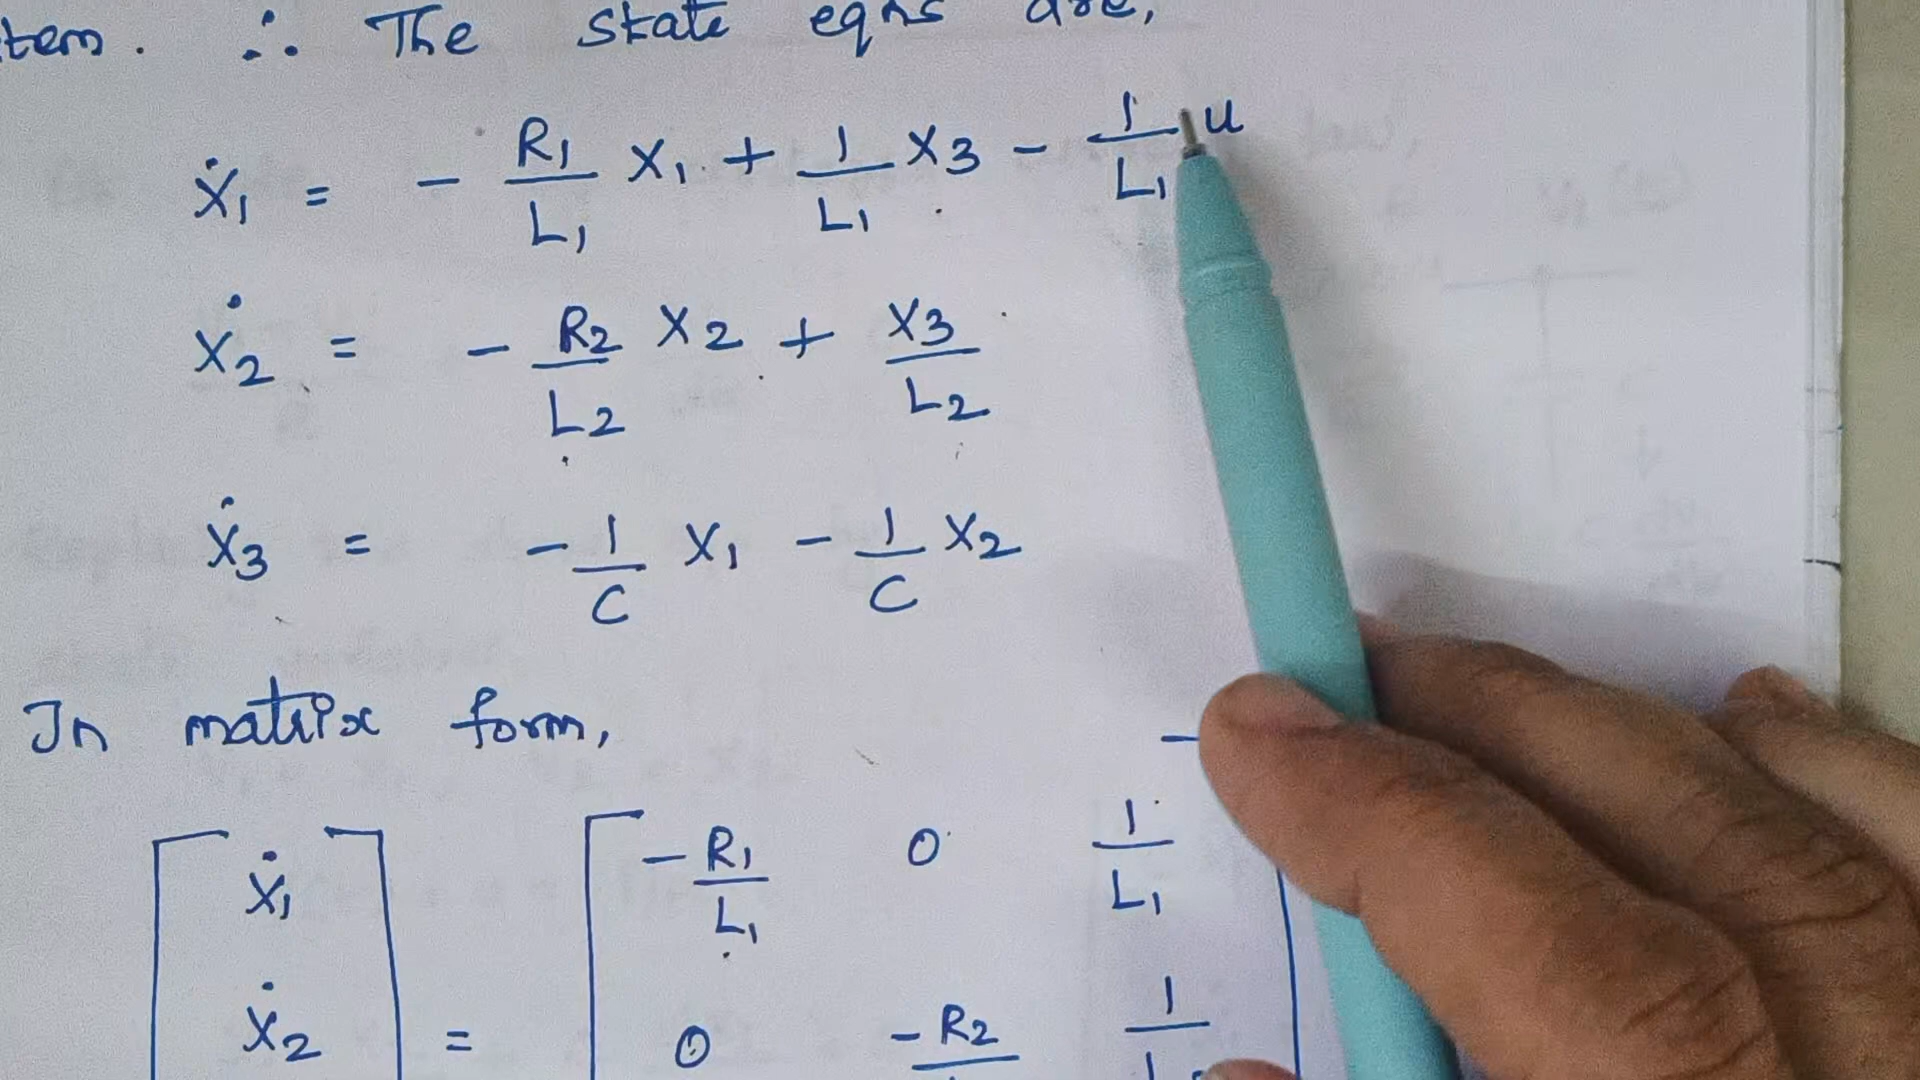 tem. ∴ The state eqns are,
Ẋ1 = - R1/L1 X1 + 1/L1 X3 - 1/L1 u
Ẋ2 = - R2/L2 X2 + X3/L2
Ẋ3 = - 1/C X1 - 1/C X2
In matrix form,
[Ẋ1] [-R1/L1 0 1/L1
Ẋ2 = 0 -R2 1